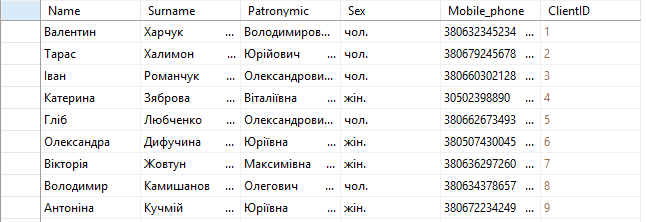 Name Surname Patronymic Sex Mobile_phone ClientID
Валентин Харчук ... Володимиров... чол. 380632345234 ... 1
Тарас Халимон ... Юрійович ... чол. 380679245678 ... 2
Іван Романчук ... Олександрови... чол. 380660302128 ... 3
Катерина Зяброва ... Віталіївна ... жін. 30502398890 ... 4
Гліб Любченко ... Олександрови... чол. 380662673493 ... 5
Олександра Дифучина ... Юріївна ... жін. 380507430045 ... 6
Вікторія Жовтун ... Максимівна ... жін. 380636297260 ... 7
Володимир Камишанов ... Олегович ... чол. 380634378657 ... 8
Антоніна Кучмій ... Юріївна ... жін. 380672234249 ... 9